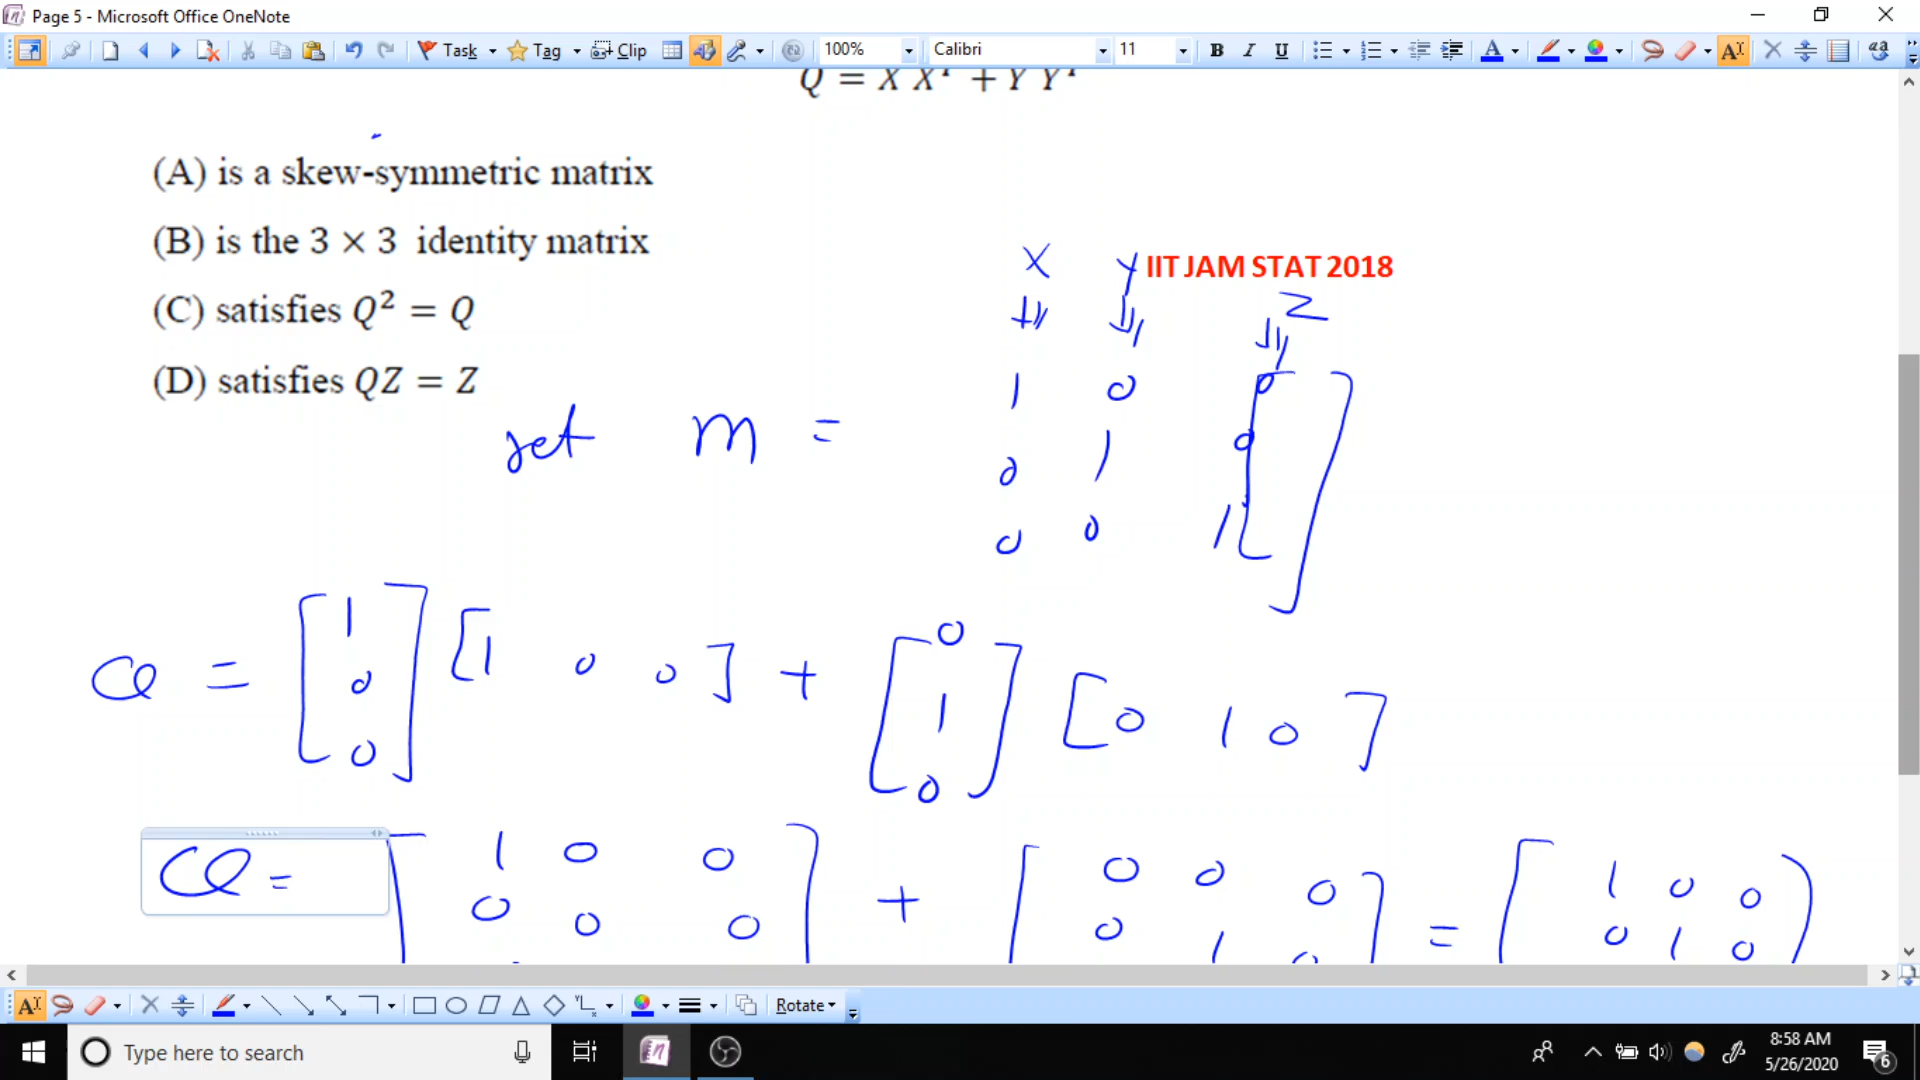 Page 5 - Microsoft Office OneNote
Task Tag Clip 100% Calibri 11 B I U
Q = X Xᵀ + Y Yᵀ
(A) is a skew-symmetric matrix
(B) is the 3 × 3 identity matrix
(C) satisfies Q² = Q
(D) satisfies QZ = Z
X Y IIT JAM STAT 2018
Z
1 0 0
set m =
0 1 0
0 0 1
Q = [1 0 0] + [0 1 0]
1 0
0 1
0 0
Q = 1 0 0 + 0 0 0 = 1 0 0
0 0 0 0 1 0 0 1 0
Rotate
Type here to search
8:58 AM
5/26/2020
6